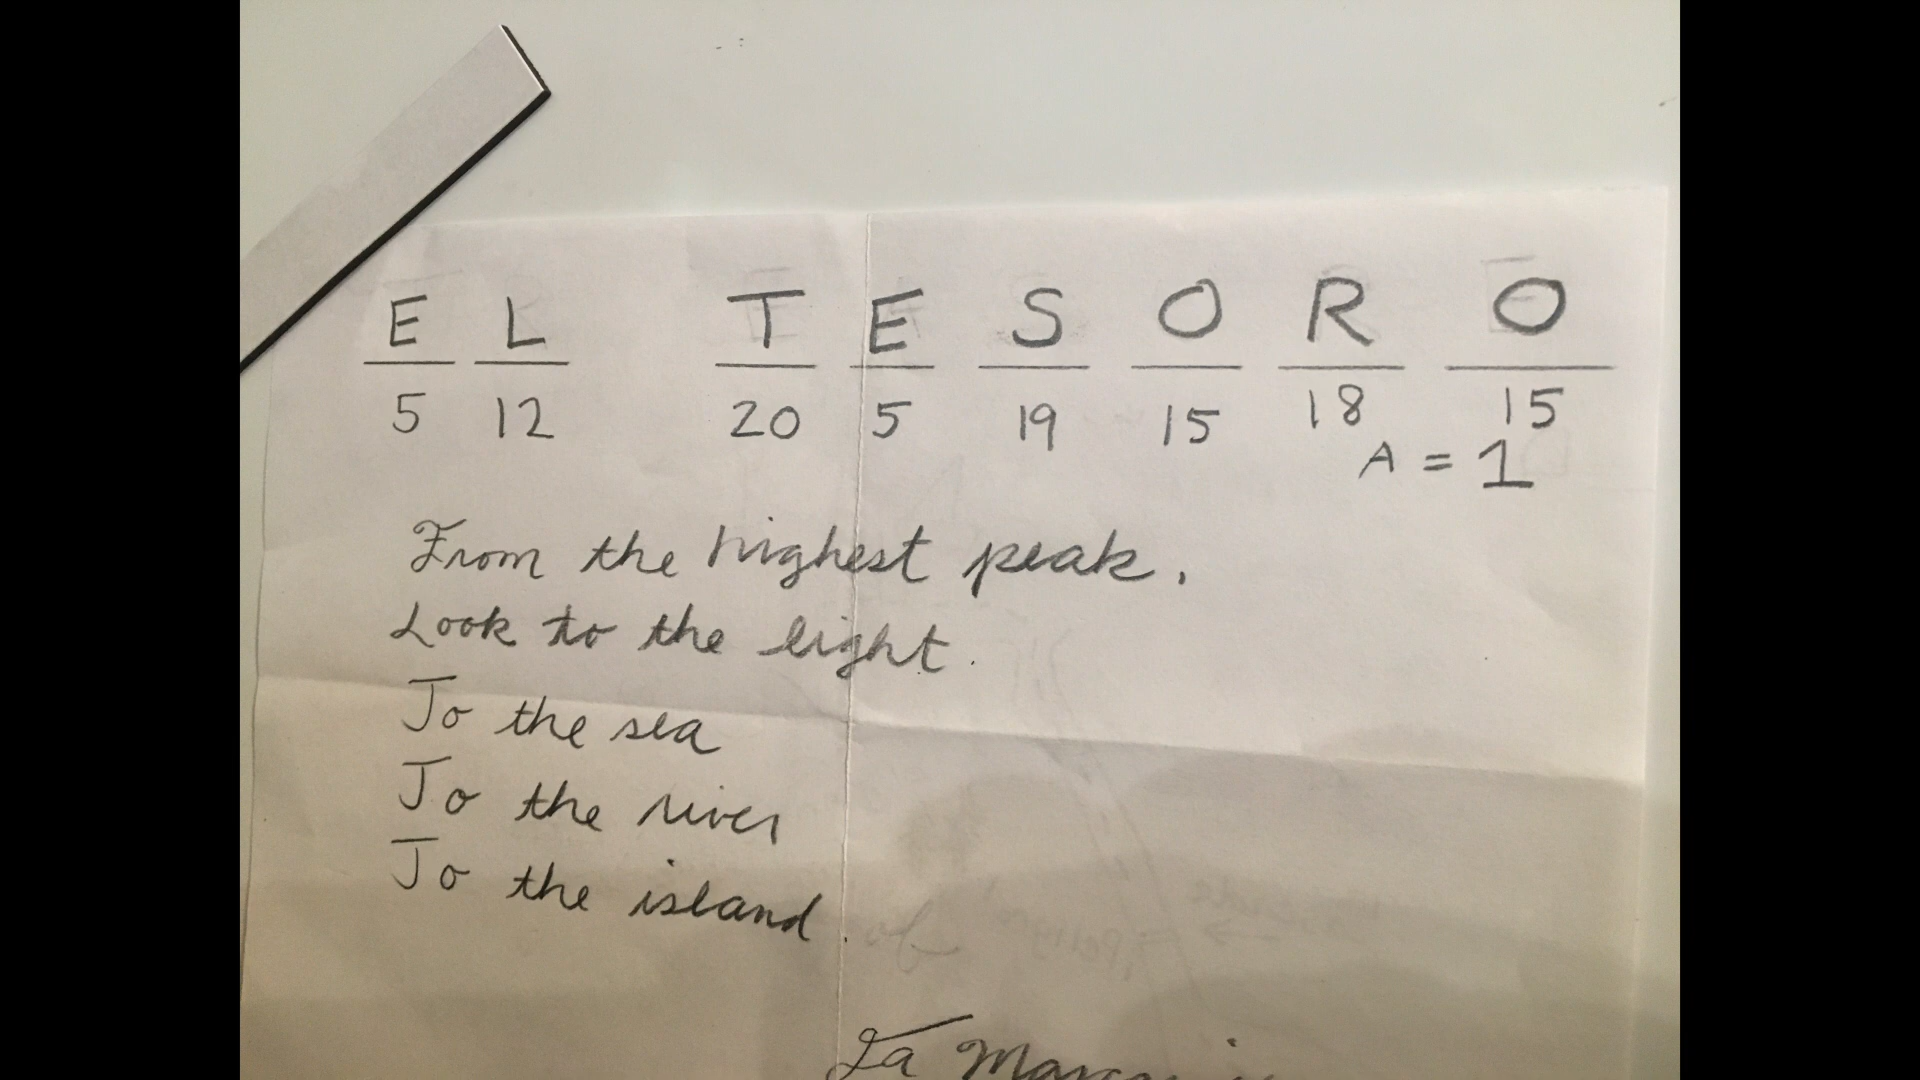 E L T E S O R O
5 12 20 5 19 15 18 15
A = 1
From the highest peak.
Look to the light.
To the sea
To the river
To the island.
La